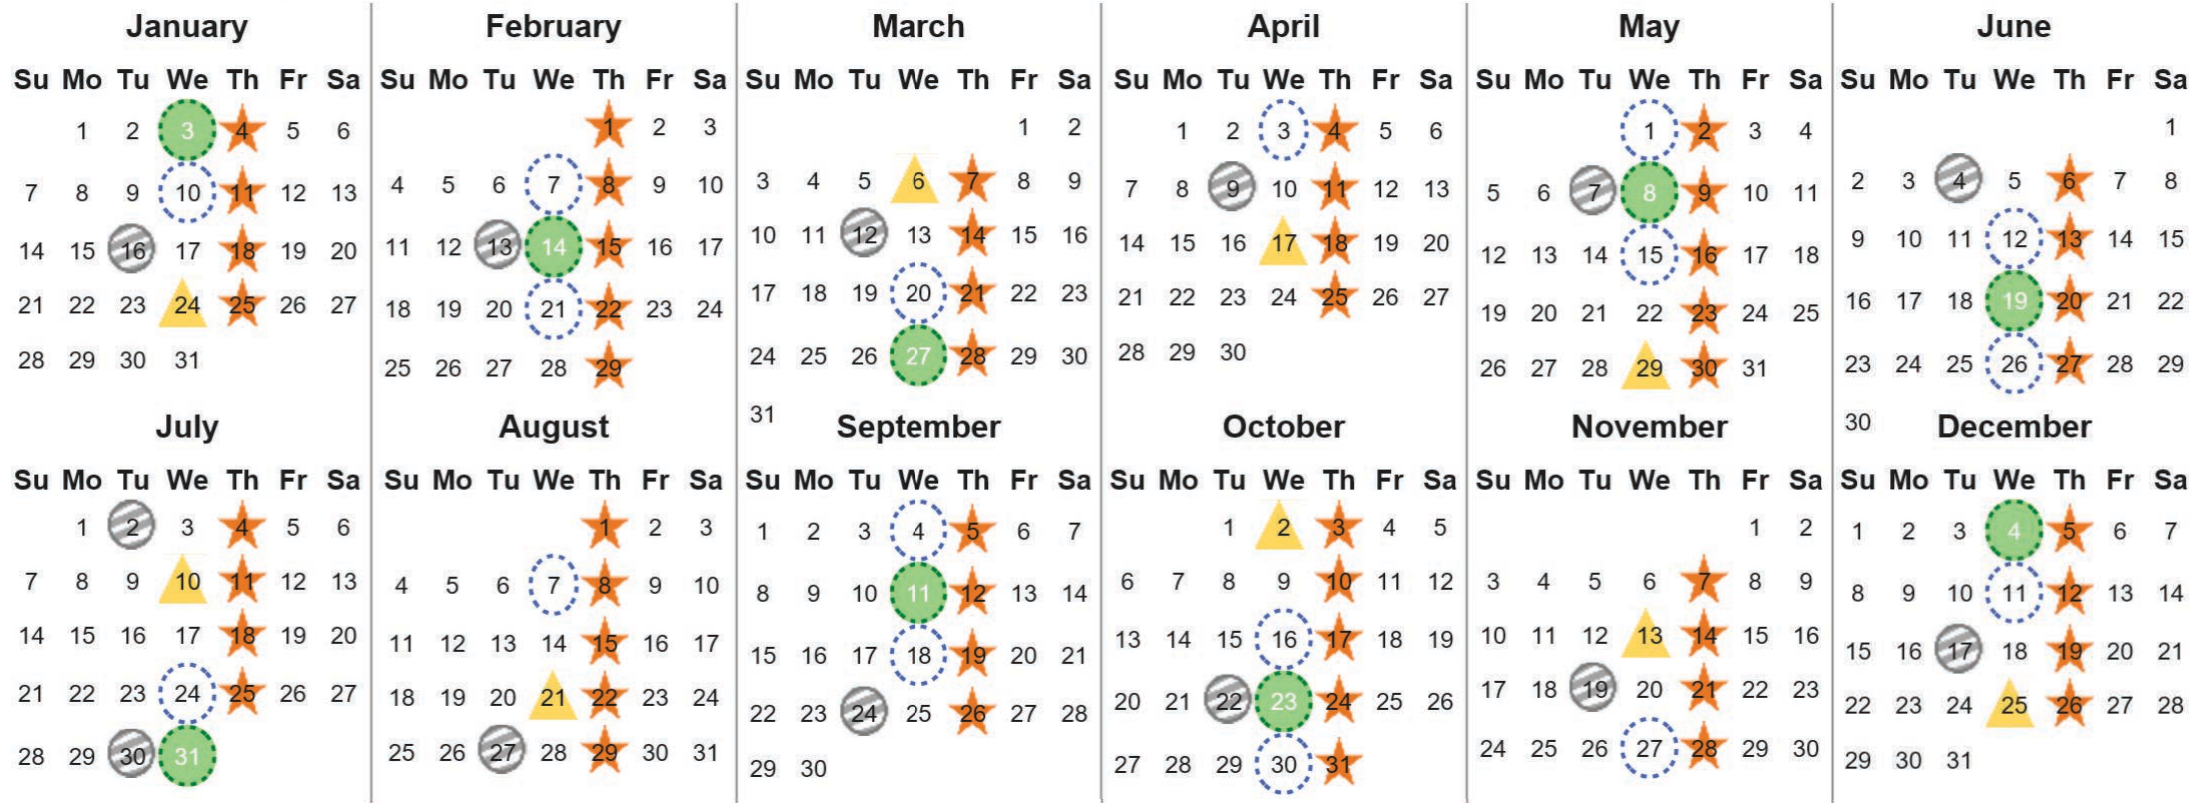 January
Su Mo Tu We Th Fr Sa
1 2 3 4 5 6
7 8 9 10 11 12 13
14 15 16 17 18 19 20
21 22 23 24 25 26 27
28 29 30 31
February
Su Mo Tu We Th Fr Sa
1 2 3
4 5 6 7 8 9 10
11 12 13 14 15 16 17
18 19 20 21 22 23 24
25 26 27 28 29
March
Su Mo Tu We Th Fr Sa
1 2
3 4 5 6 7 8 9
10 11 12 13 14 15 16
17 18 19 20 21 22 23
24 25 26 27 28 29 30
31
April
Su Mo Tu We Th Fr Sa
1 2 3 4 5 6
7 8 9 10 11 12 13
14 15 16 17 18 19 20
21 22 23 24 25 26 27
28 29 30
May
Su Mo Tu We Th Fr Sa
1 2 3 4
5 6 7 8 9 10 11
12 13 14 15 16 17 18
19 20 21 22 23 24 25
26 27 28 29 30 31
June
Su Mo Tu We Th Fr Sa
1
2 3 4 5 6 7 8
9 10 11 12 13 14 15
16 17 18 19 20 21 22
23 24 25 26 27 28 29
30
July
Su Mo Tu We Th Fr Sa
1 2 3 4 5 6
7 8 9 10 11 12 13
14 15 16 17 18 19 20
21 22 23 24 25 26 27
28 29 30 31
August
Su Mo Tu We Th Fr Sa
1 2 3
4 5 6 7 8 9 10
11 12 13 14 15 16 17
18 19 20 21 22 23 24
25 26 27 28 29 30 31
September
Su Mo Tu We Th Fr Sa
1 2 3 4 5 6 7
8 9 10 11 12 13 14
15 16 17 18 19 20 21
22 23 24 25 26 27 28
29 30
October
Su Mo Tu We Th Fr Sa
1 2 3 4 5
6 7 8 9 10 11 12
13 14 15 16 17 18 19
20 21 22 23 24 25 26
27 28 29 30 31
November
Su Mo Tu We Th Fr Sa
1 2
3 4 5 6 7 8 9
10 11 12 13 14 15 16
17 18 19 20 21 22 23
24 25 26 27 28 29 30
December
Su Mo Tu We Th Fr Sa
1 2 3 4 5 6 7
8 9 10 11 12 13 14
15 16 17 18 19 20 21
22 23 24 25 26 27 28
29 30 31